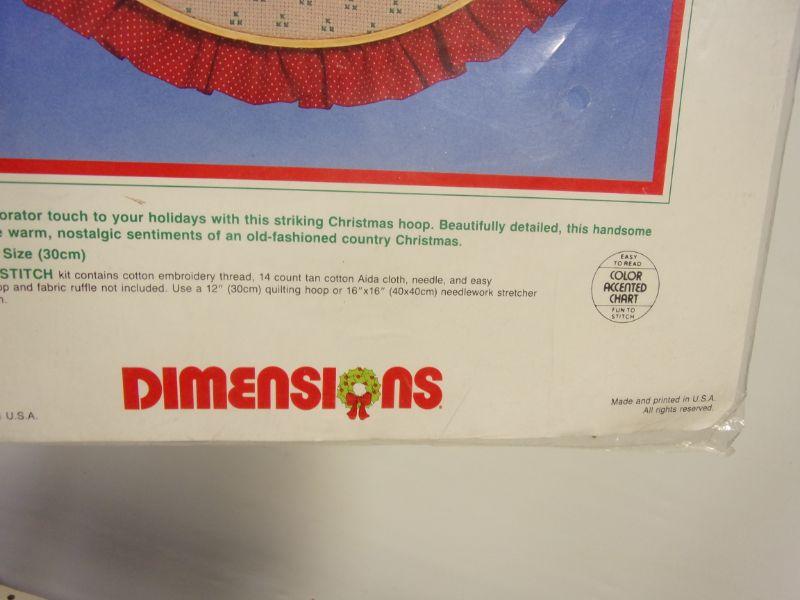 touch to your holidays with this striking Christmas hoop. Beautifully detailed, this handsome
warm, nostalgic sentiments of an old-fashioned country Christmas.
Size (30cm)
STITCH kit contains cotton embroidery thread, 14 count tan cotton Aida cloth, needle, and easy
and fabric ruffle not included. Use a 12" (30cm) quilting hoop or 16"x16" (40x40cm) needlework stretcher
EASY
TO READ
COLOR
ACCENTED
CHART
FUN TO
STITCH
DIMENSIONS
U.S.A.
Made and printed in U.S.A.
All rights reserved.